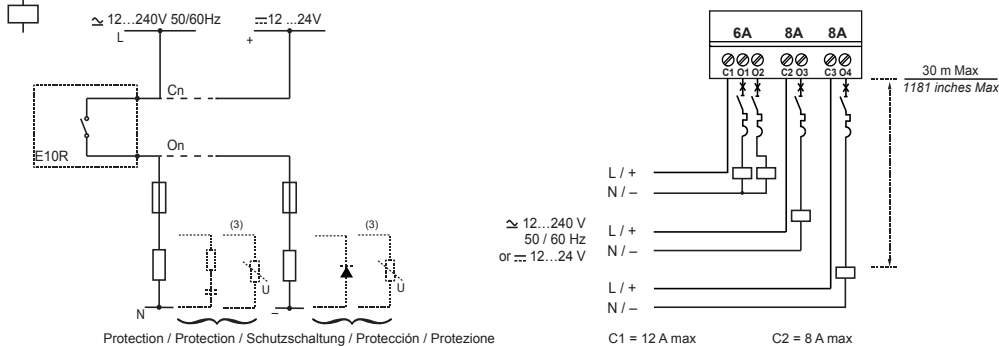 ≃ 12...240V 50/60Hz
⎓12 ...24V
L
+
Cn
E10R
On
(3)
(3)
U
U
N
–
Protection / Protection / Schutzschaltung / Protección / Protezione
6A 8A 8A
C1 O1 O2 C2 O3 C3 O4
30 m Max
1181 inches Max
L / +
N / –
≃ 12...240 V
50 / 60 Hz
or ⎓ 12...24 V
L / +
N / –
L / +
N / –
C1 = 12 A max
C2 = 8 A max